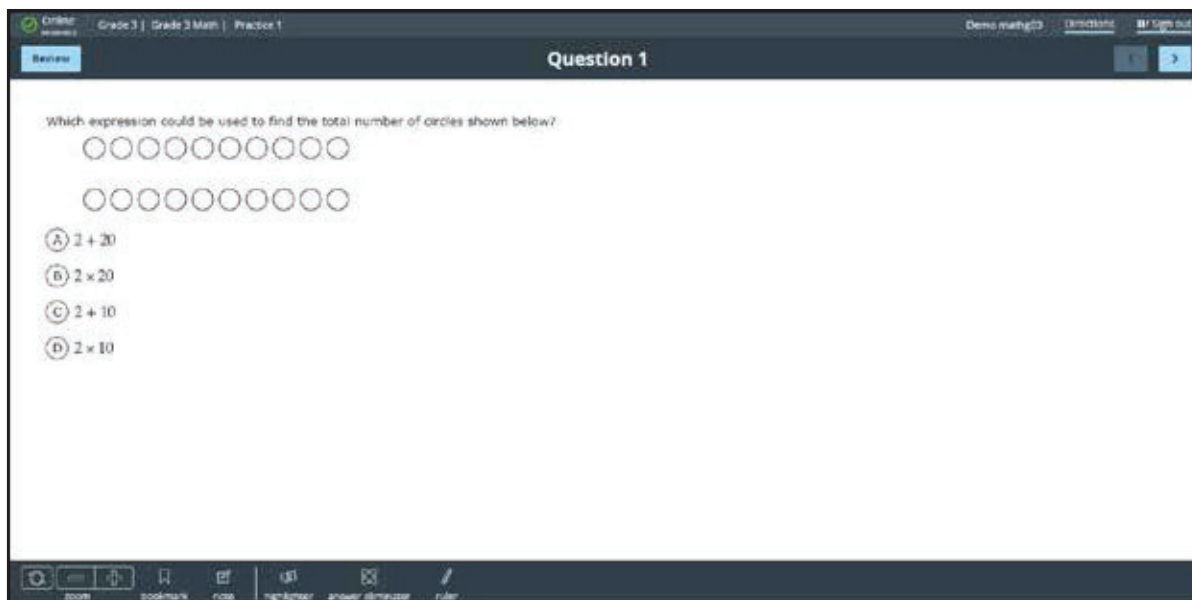 Online
Grade 3 | Grade 3 Math | Practice 1
Demo mathg03
Directions
Sign out
Review
Question 1
Which expression could be used to find the total number of circles shown below?
A 2 + 20
B 2 × 20
C 2 + 10
D 2 × 10
zoom
bookmark
note
highlighter
answer eliminator
ruler